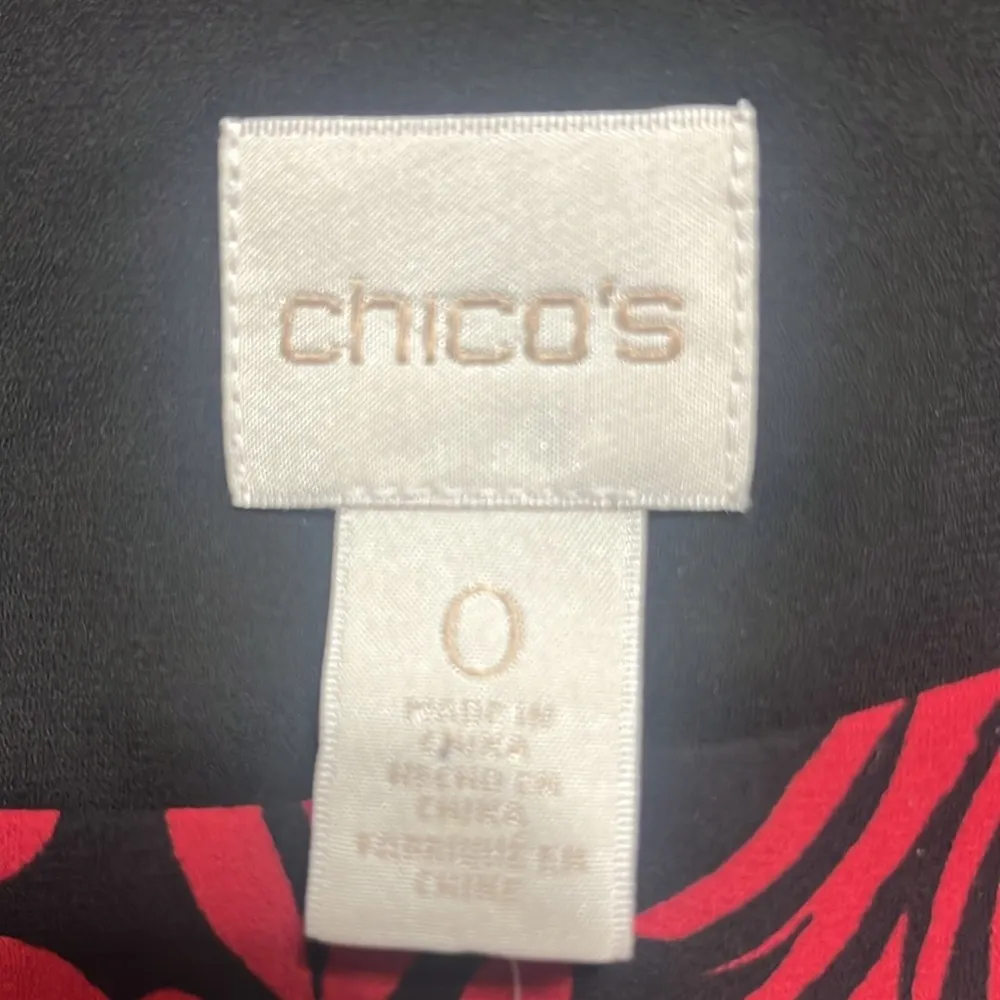 chico's
0
MADE IN
CHINA
HECHO EN
CHINA
FABRIQUÉ EN
CHINE